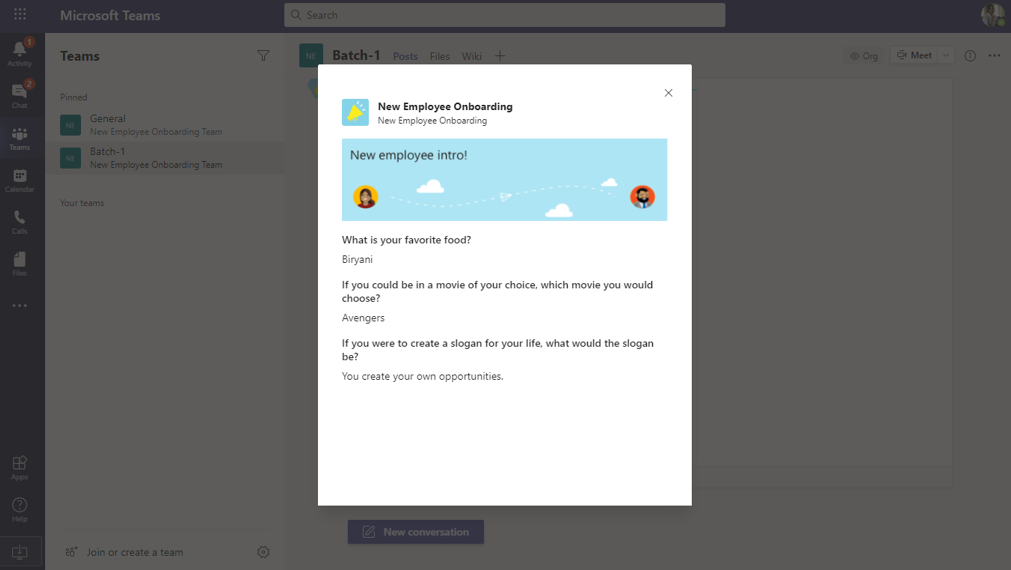 Microsoft Teams
Search
Activity
1
Chat
2
Teams
Calendar
Calls
Files
Apps
Help
Teams
Pinned
NE
General
New Employee Onboarding Team
NE
Batch-1
New Employee Onboarding Team
Your teams
Join or create a team
NE
Batch-1
Posts
Files
Wiki
Org
Meet
New Employee Onboarding
New Employee Onboarding
New employee intro!
What is your favorite food?
Biryani
If you could be in a movie of your choice, which movie you would
choose?
Avengers
If you were to create a slogan for your life, what would the slogan
be?
You create your own opportunities.
New conversation